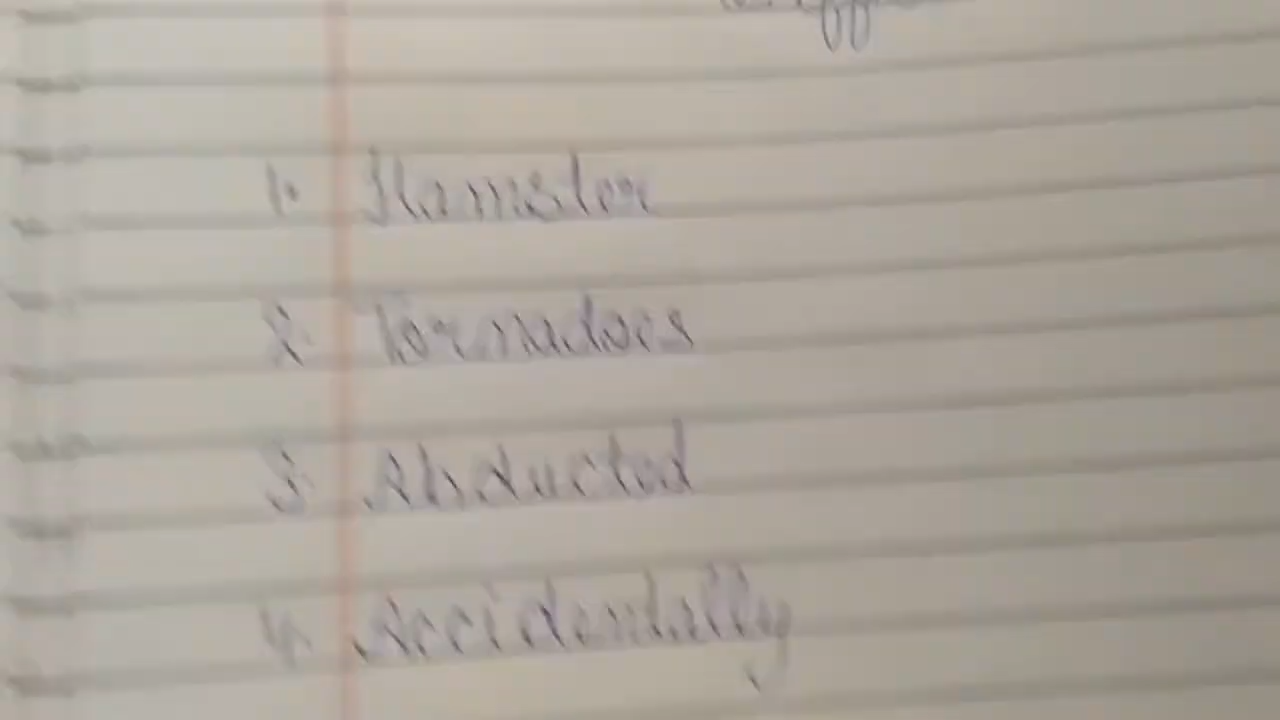 1. Hamster
2. Tornadoes
3. Abducted
4. Accidentally